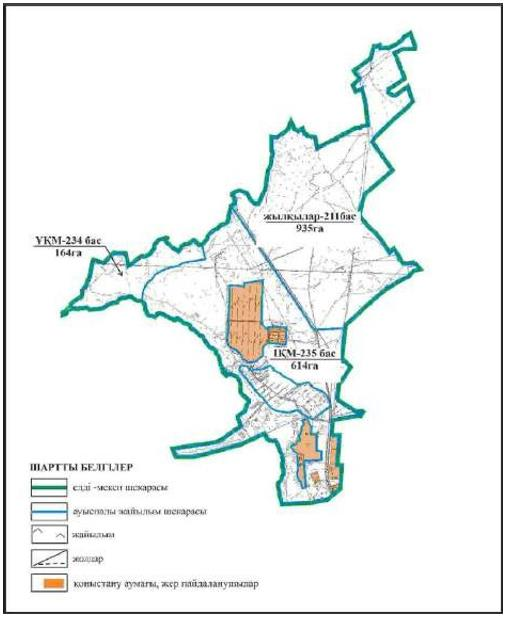 жылқылар-211бас
935га
ҰҚМ-234 бас
164га
ІҚМ-235 бас
614га
ШАРТТЫ БЕЛГІЛЕР
елді -мекен шекарасы
ауыспалы жайылым шекарасы
жайылым
жолдар
қоныстану аумағы, жер пайдаланушылар